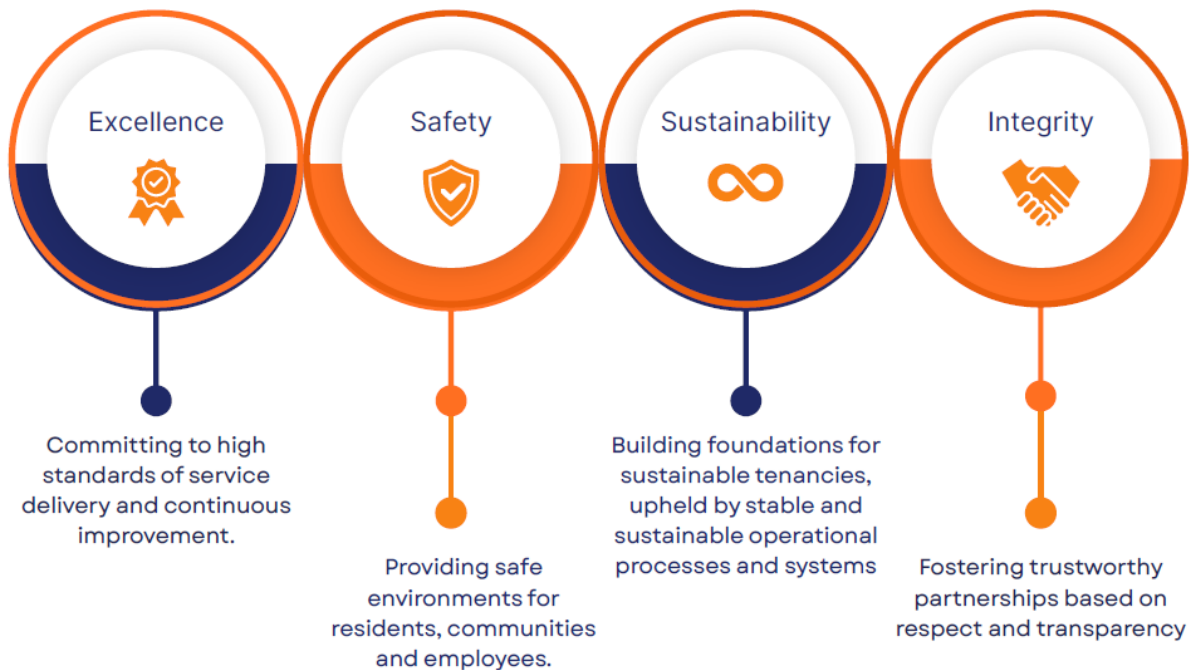 Excellence
Committing to high
standards of service
delivery and continuous
improvement.
Safety
Providing safe
environments for
residents, communities
and employees.
Sustainability
Building foundations for
sustainable tenancies,
upheld by stable and
sustainable operational
processes and systems
Integrity
Fostering trustworthy
partnerships based on
respect and transparency